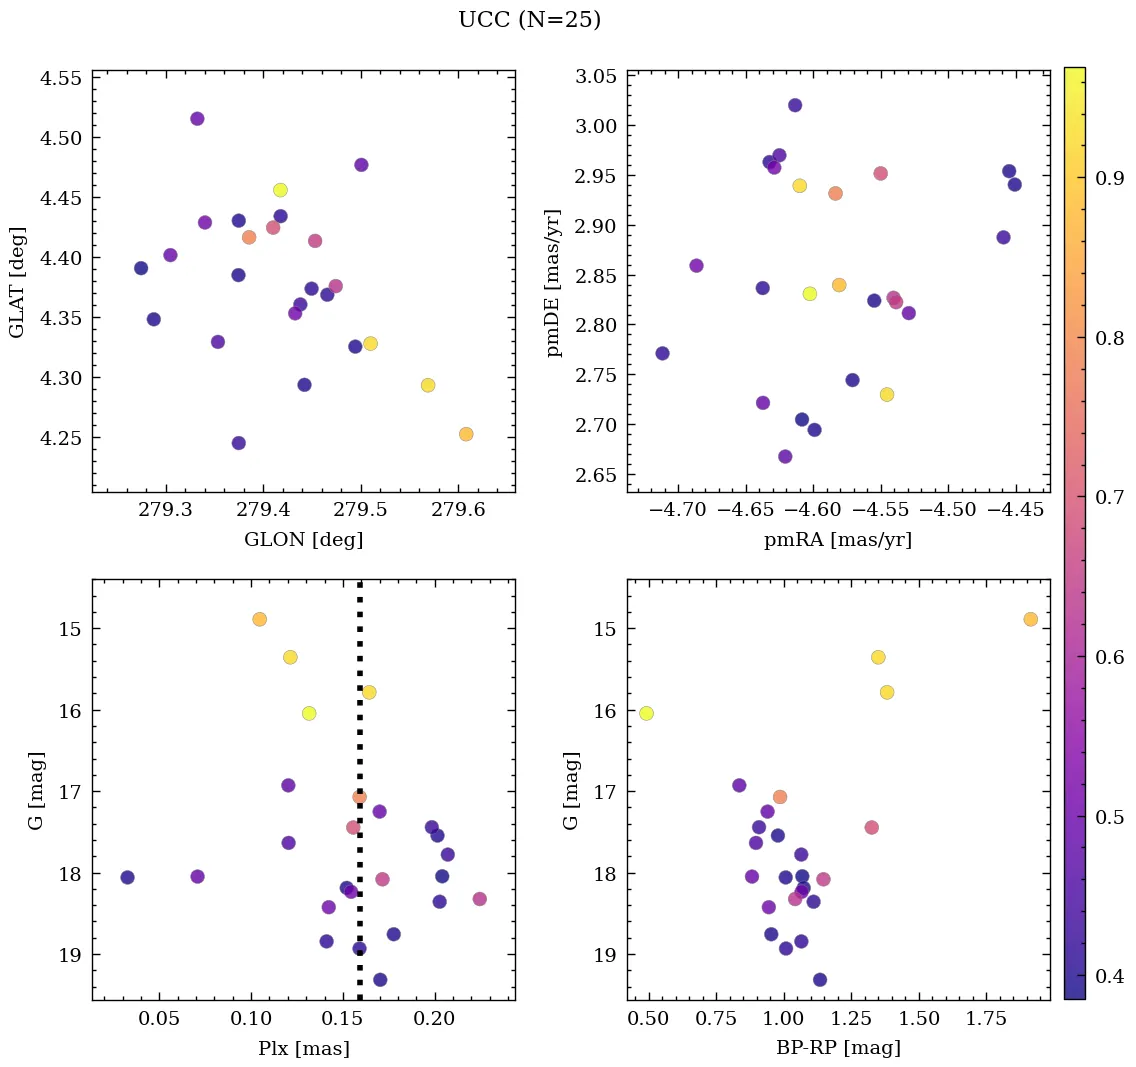 UCC (N=25)
4.55
4.50
4.45
4.40
4.35
4.30
4.25
GLAT [deg]
279.3 279.4 279.5 279.6
GLON [deg]
3.05
3.00
2.95
2.90
2.85
2.80
2.75
2.70
2.65
pmDE [mas/yr]
−4.70 −4.65 −4.60 −4.55 −4.50 −4.45
pmRA [mas/yr]
15
16
17
18
19
G [mag]
0.05 0.10 0.15 0.20
Plx [mas]
15
16
17
18
19
G [mag]
0.50 0.75 1.00 1.25 1.50 1.75
BP-RP [mag]
0.9
0.8
0.7
0.6
0.5
0.4